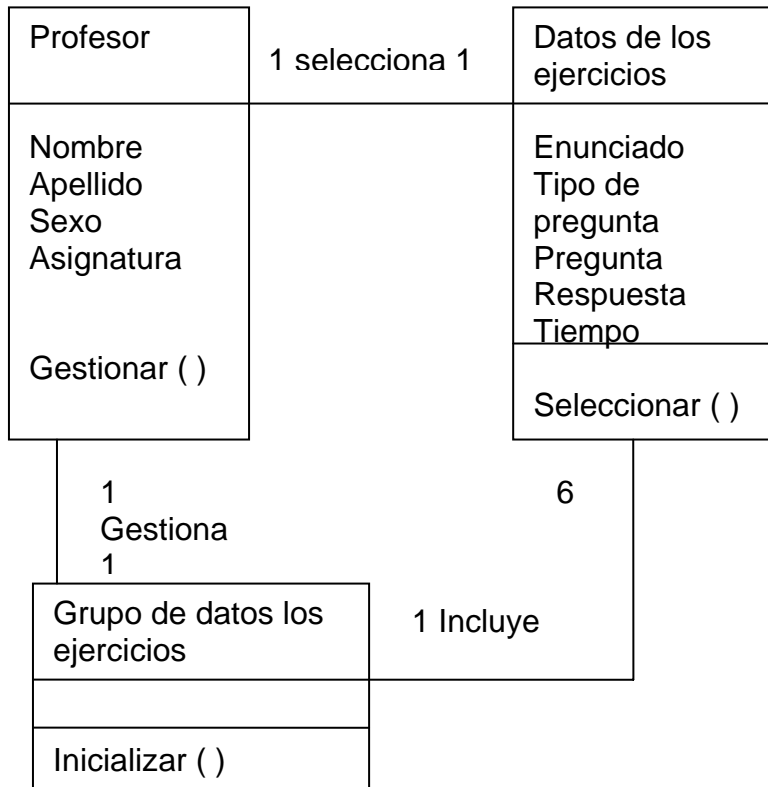 Profesor
1 selecciona 1
Datos de los
ejercicios
Nombre
Apellido
Sexo
Asignatura
Gestionar ( )
Enunciado
Tipo de
pregunta
Pregunta
Respuesta
Tiempo
Seleccionar ( )
1
Gestiona
1
6
Grupo de datos los
ejercicios
1 Incluye
Inicializar ( )